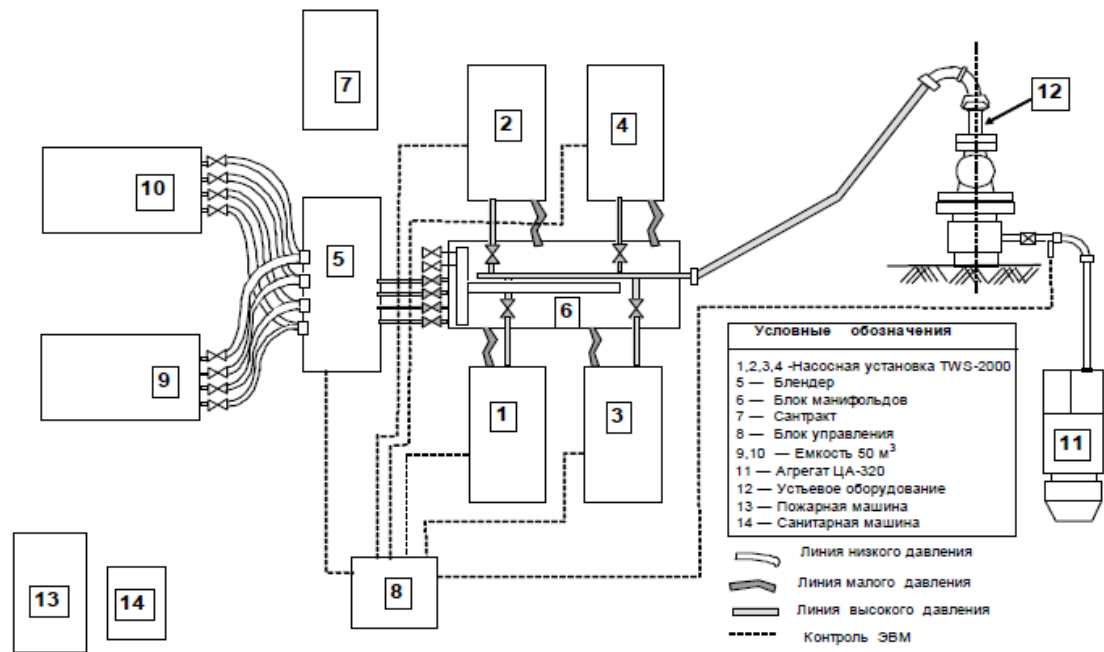 7
2
4
12
10
5
6
9
1
3
11
8
13
14
Условные обозначения
1,2,3,4 -Насосная установка TWS-2000
5 — Блендер
6 — Блок манифольдов
7 — Сантракт
8 — Блок управления
9,10 — Емкость 50 м³
11 — Агрегат ЦА-320
12 — Устьевое оборудование
13 — Пожарная машина
14 — Санитарная машина
Линия низкого давления
Линия малого давления
Линия высокого давления
Контроль ЭВМ